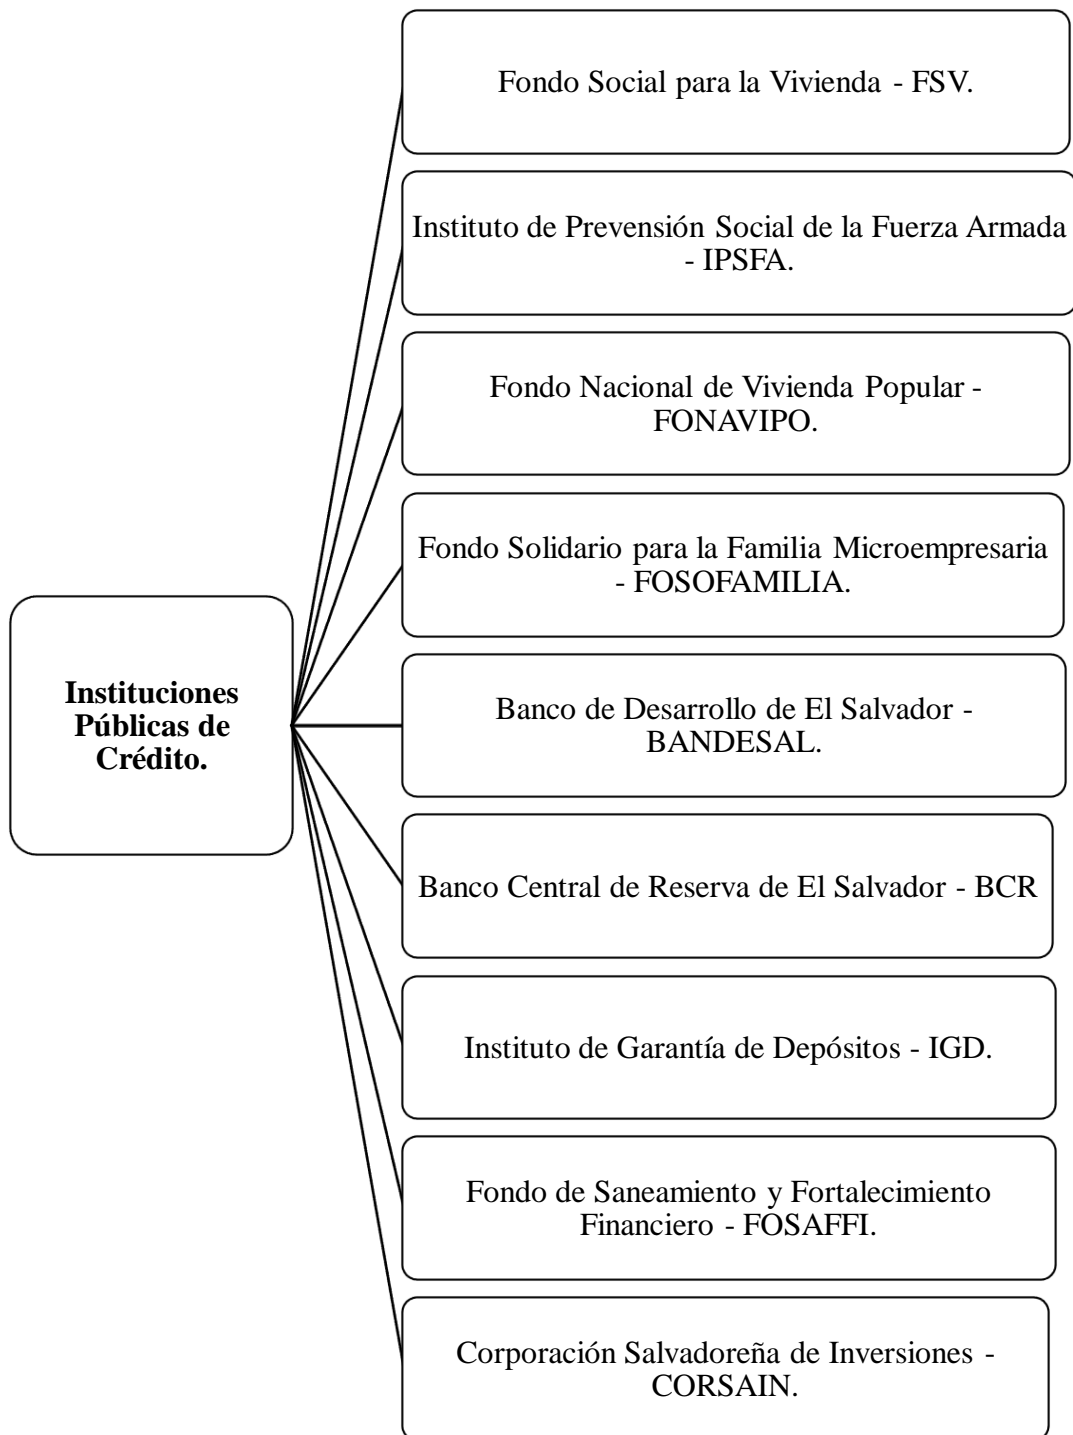 Fondo Social para la Vivienda - FSV.
Instituto de Prevensión Social de la Fuerza Armada
- IPSFA.
Fondo Nacional de Vivienda Popular -
FONAVIPO.
Fondo Solidario para la Familia Microempresaria
- FOSOFAMILIA.
Instituciones
Públicas de
Crédito.
Banco de Desarrollo de El Salvador -
BANDESAL.
Banco Central de Reserva de El Salvador - BCR
Instituto de Garantía de Depósitos - IGD.
Fondo de Saneamiento y Fortalecimiento
Financiero - FOSAFFI.
Corporación Salvadoreña de Inversiones -
CORSAIN.